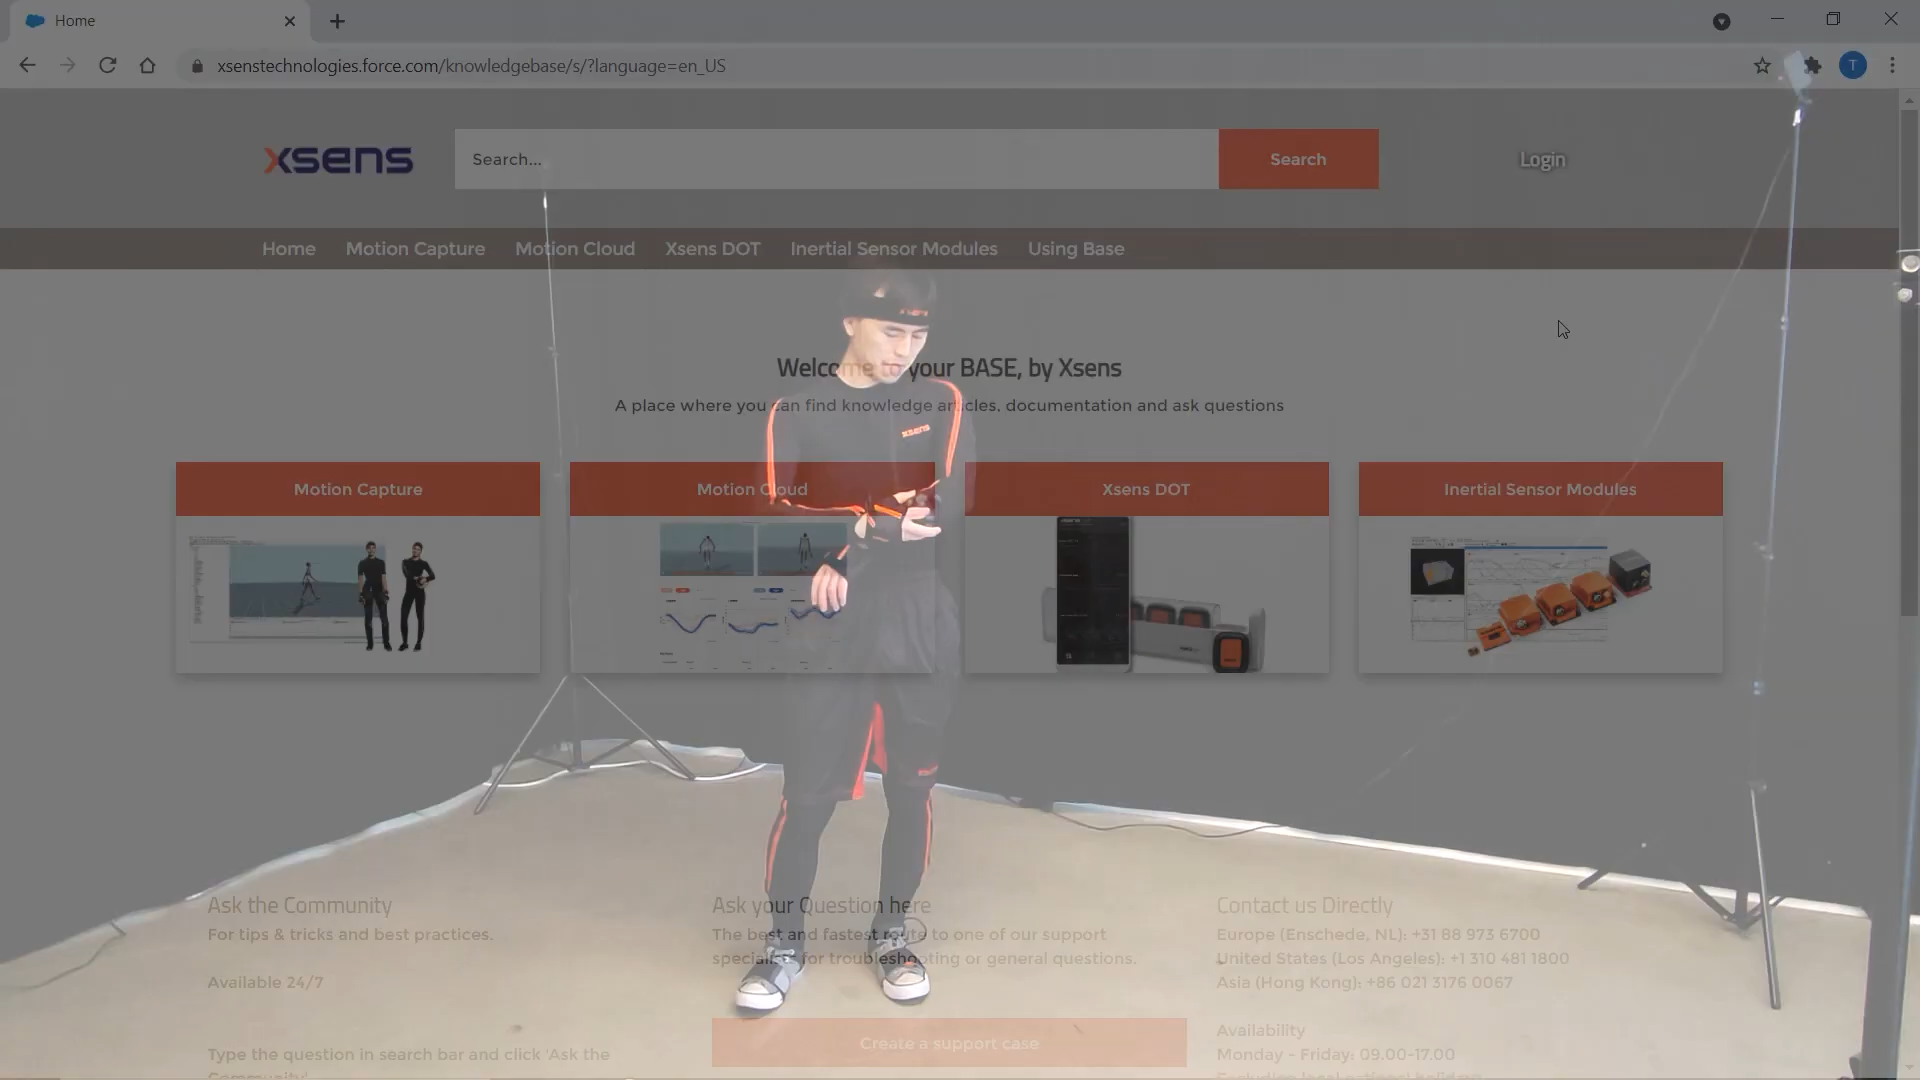 Home
xsenstechnologies.force.com/knowledgebase/s/?language=en_US
T
xsens
Search...
Search
Login
Home
Motion Capture
Motion Cloud
Xsens DOT
Inertial Sensor Modules
Using Base
Welcome to your BASE, by Xsens
A place where you can find knowledge articles, documentation and ask questions
xsens
Motion Capture
Motion Cloud
Xsens DOT
Inertial Sensor Modules
Ask the Community
For tips & tricks and best practices.
Available 24/7
Type the question in search bar and click 'Ask the
Community'
Ask your Question here
The best and fastest route to one of our support
specialists for troubleshooting or general questions.
Create a support case
Contact us Directly
Europe (Enschede, NL): +31 88 973 6700
United States (Los Angeles): +1 310 481 1800
Asia (Hong Kong): +86 021 3176 0067
Availability
Monday - Friday: 09.00-17.00